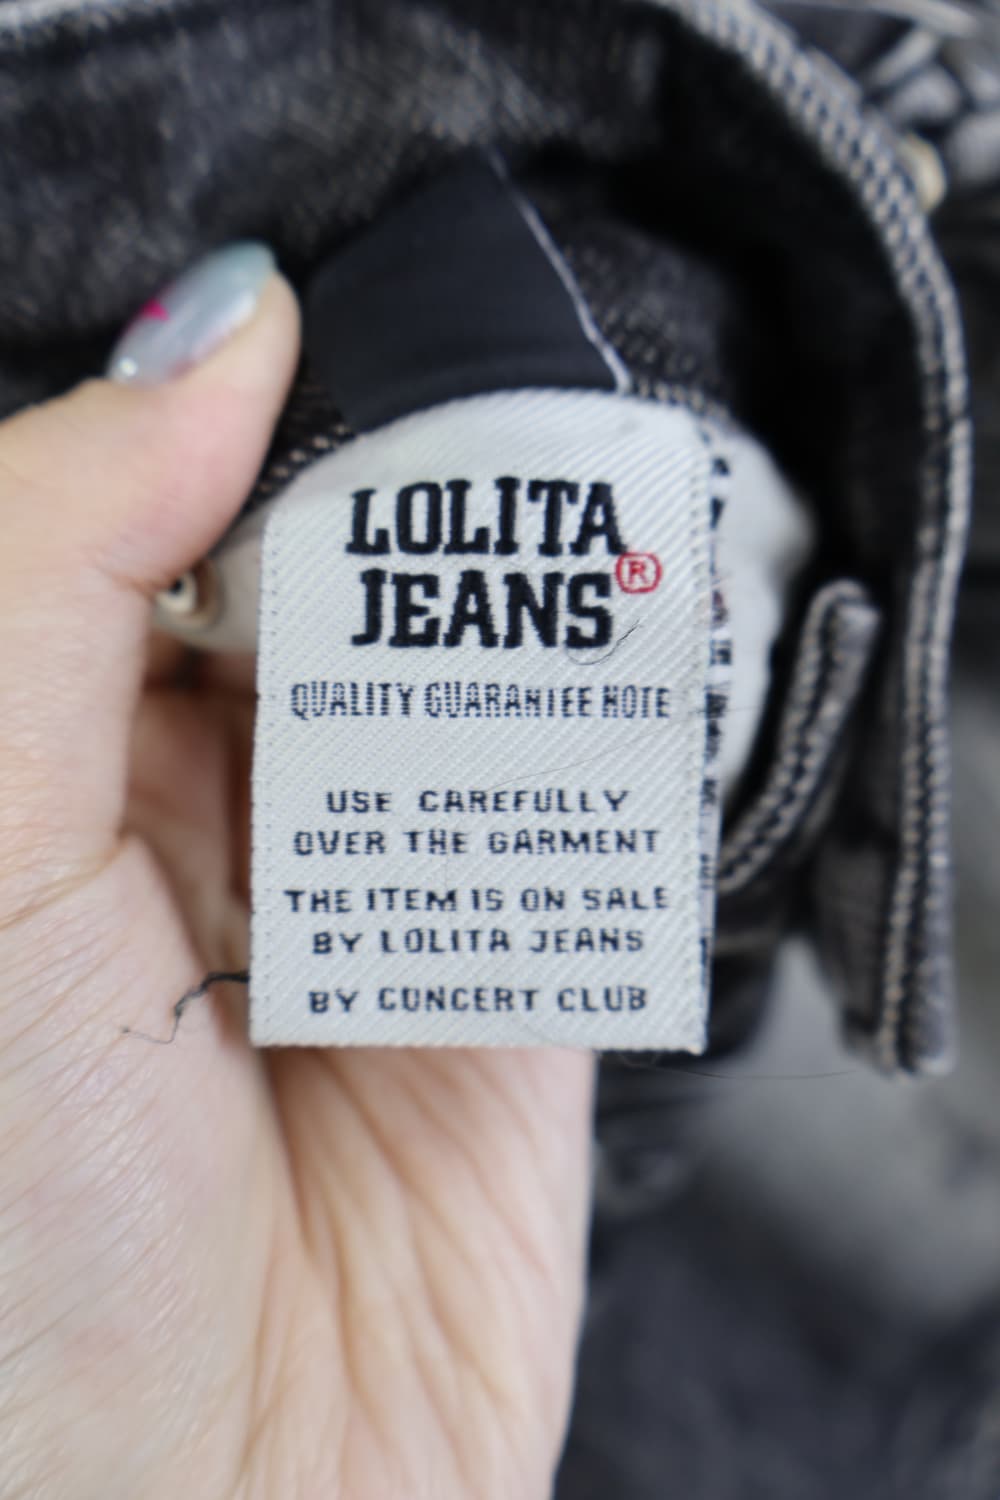 LOLITA
JEANS®
QUALITY GUARANTEE NOTE
USE CAREFULLY
OVER THE GARMENT
THE ITEM IS ON SALE
BY LOLITA JEANS
BY CONCERT CLUB